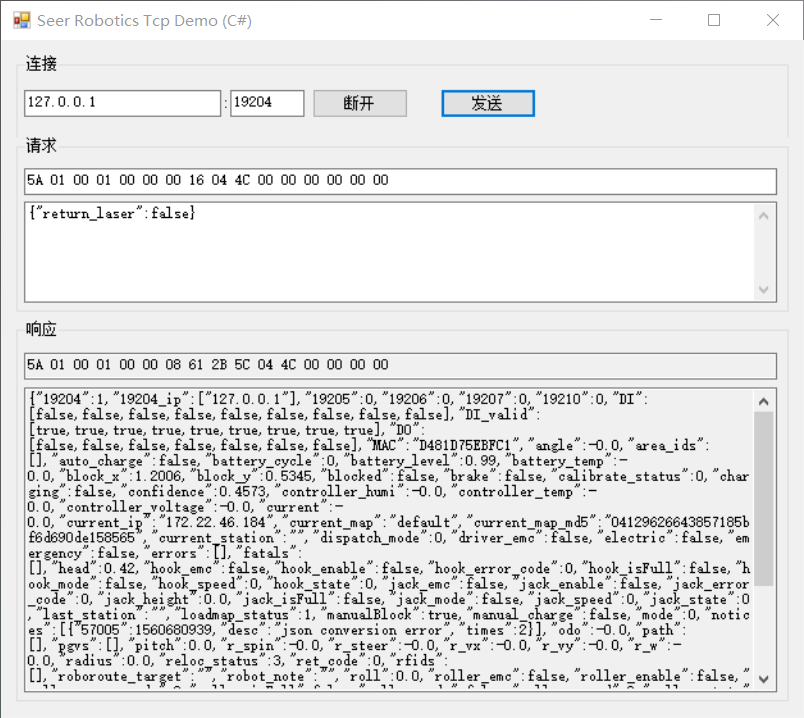 Seer Robotics Tcp Demo (C#)
连接
127.0.0.1 : 19204 断开 发送
请求
5A 01 00 01 00 00 00 16 04 4C 00 00 00 00 00 00
{"return_laser":false}
响应
5A 01 00 01 00 00 08 61 2B 5C 04 4C 00 00 00 00
{"19204":1,"19204_ip":["127.0.0.1"],"19205":0,"19206":0,"19207":0,"19210":0,"DI":
[false,false,false,false,false,false,false,false,false],"DI_valid":
[true,true,true,true,true,true,true,true,true],"DO":
[false,false,false,false,false,false,false],"MAC":"D481D75EBFC1","angle":-0.0,"area_ids":
[],"auto_charge":false,"battery_cycle":0,"battery_level":0.99,"battery_temp":-
0.0,"block_x":1.2006,"block_y":0.5345,"blocked":false,"brake":false,"calibrate_status":0,"char
ging":false,"confidence":0.4573,"controller_humi":-0.0,"controller_temp":-
0.0,"controller_voltage":-0.0,"current":-
0.0,"current_ip":"172.22.46.184","current_map":"default","current_map_md5":"04129626643857185b
f6d690de158565","current_station":"","dispatch_mode":0,"driver_emc":false,"electric":false,"em
ergency":false,"errors":[],"fatals":
[],"head":0.42,"hook_emc":false,"hook_enable":false,"hook_error_code":0,"hook_isFull":false,"h
ook_mode":false,"hook_speed":0,"hook_state":0,"jack_emc":false,"jack_enable":false,"jack_error
_code":0,"jack_height":0.0,"jack_isFull":false,"jack_mode":false,"jack_speed":0,"jack_state":0
,"last_station":"","loadmap_status":1,"manualBlock":true,"manual_charge":false,"mode":0,"notic
es":[{"57005":1560680939,"desc":"json conversion error","times":2}],"odo":-0.0,"path":
[],"pgvs":[],"pitch":0.0,"r_spin":-0.0,"r_steer":-0.0,"r_vx":-0.0,"r_vy":-0.0,"r_w":-
0.0,"radius":0.0,"reloc_status":3,"ret_code":0,"rfids":
[],"roboroute_target":"","robot_note":"","roll":0.0,"roller_emc":false,"roller_enable":false,"